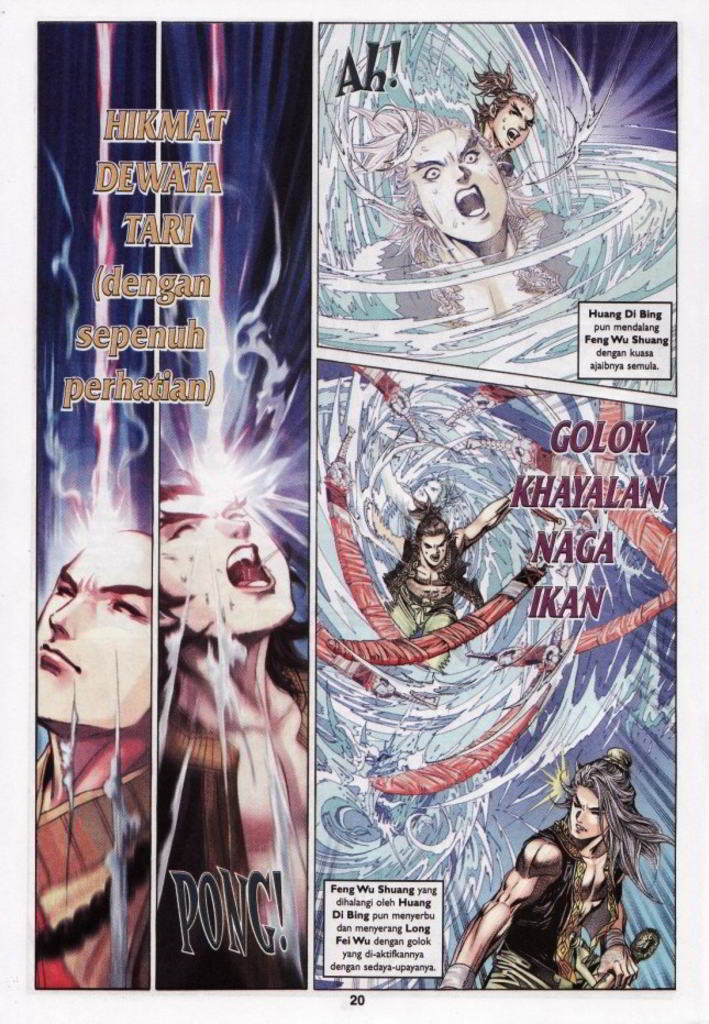 HIKMAT
DEWATA
TARI
(dengan
sepenuh
perhatian)
PONG!
Ah!
Huang Di Bing
pun mendalang
Feng Wu Shuang
dengan kuasa
ajaibnya semula.
GOLOK
KHAYALAN
NAGA
IKAN
Feng Wu Shuang yang
dihalangi oleh Huang
Di Bing pun menyerbu
dan menyerang Long
Fei Wu dengan golok
yang di-aktifkannya
dengan sedaya-upayanya.
20